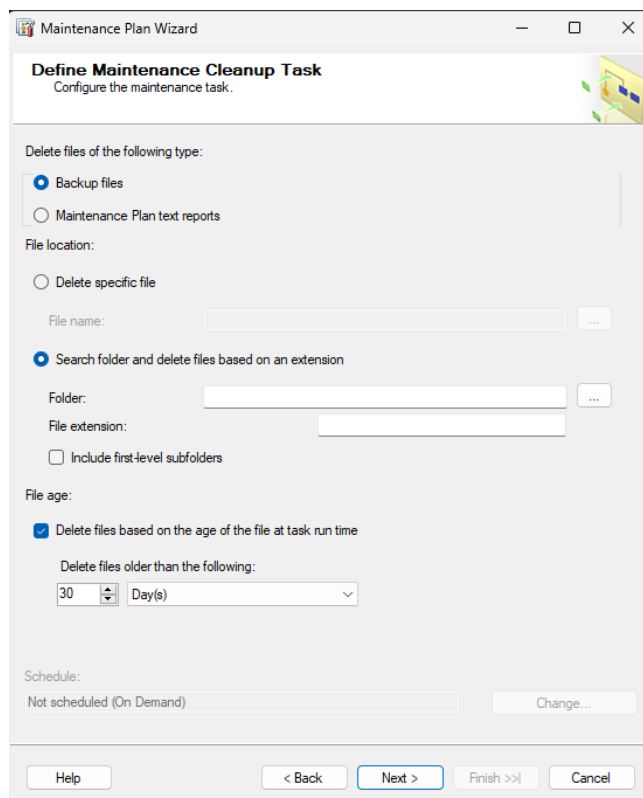 Maintenance Plan Wizard
Define Maintenance Cleanup Task
Configure the maintenance task.
Delete files of the following type:
Backup files
Maintenance Plan text reports
File location:
Delete specific file
File name:
...
Search folder and delete files based on an extension
Folder:
...
File extension:
Include first-level subfolders
File age:
Delete files based on the age of the file at task run time
Delete files older than the following:
30 Day(s)
Schedule:
Not scheduled (On Demand) Change...
Help < Back Next > Finish >>| Cancel